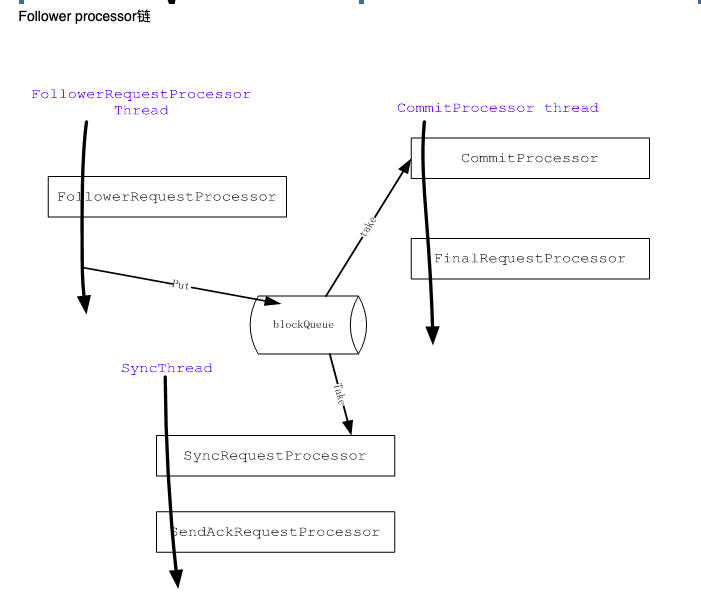 Follower processor链
FollowerRequestProcessor
Thread
CommitProcessor thread
CommitProcessor
FollowerRequestProcessor
take
FinalRequestProcessor
Put
blockQueue
SyncThread
Take
SyncRequestProcessor
SendAckRequestProcessor